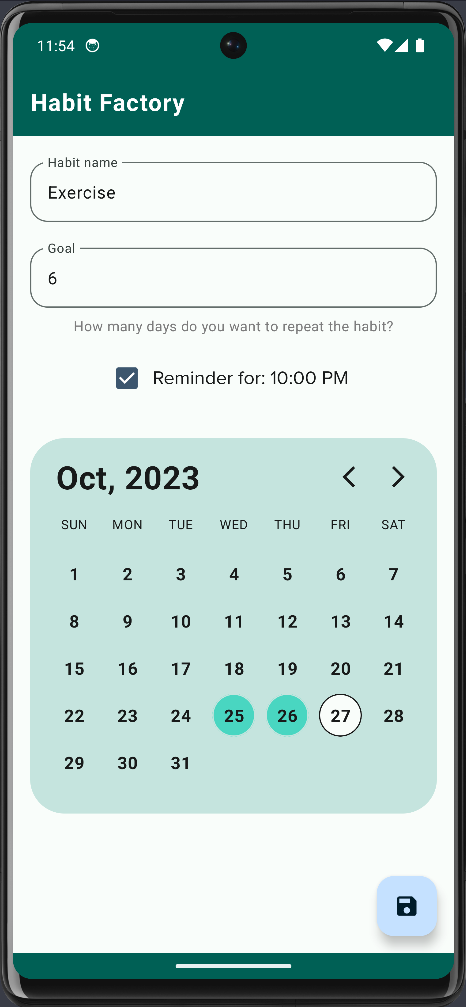 11:54
Habit Factory
Habit name
Exercise
Goal
6
How many days do you want to repeat the habit?
Reminder for: 10:00 PM
Oct, 2023
SUN MON TUE WED THU FRI SAT
1 2 3 4 5 6 7
8 9 10 11 12 13 14
15 16 17 18 19 20 21
22 23 24 25 26 27 28
29 30 31